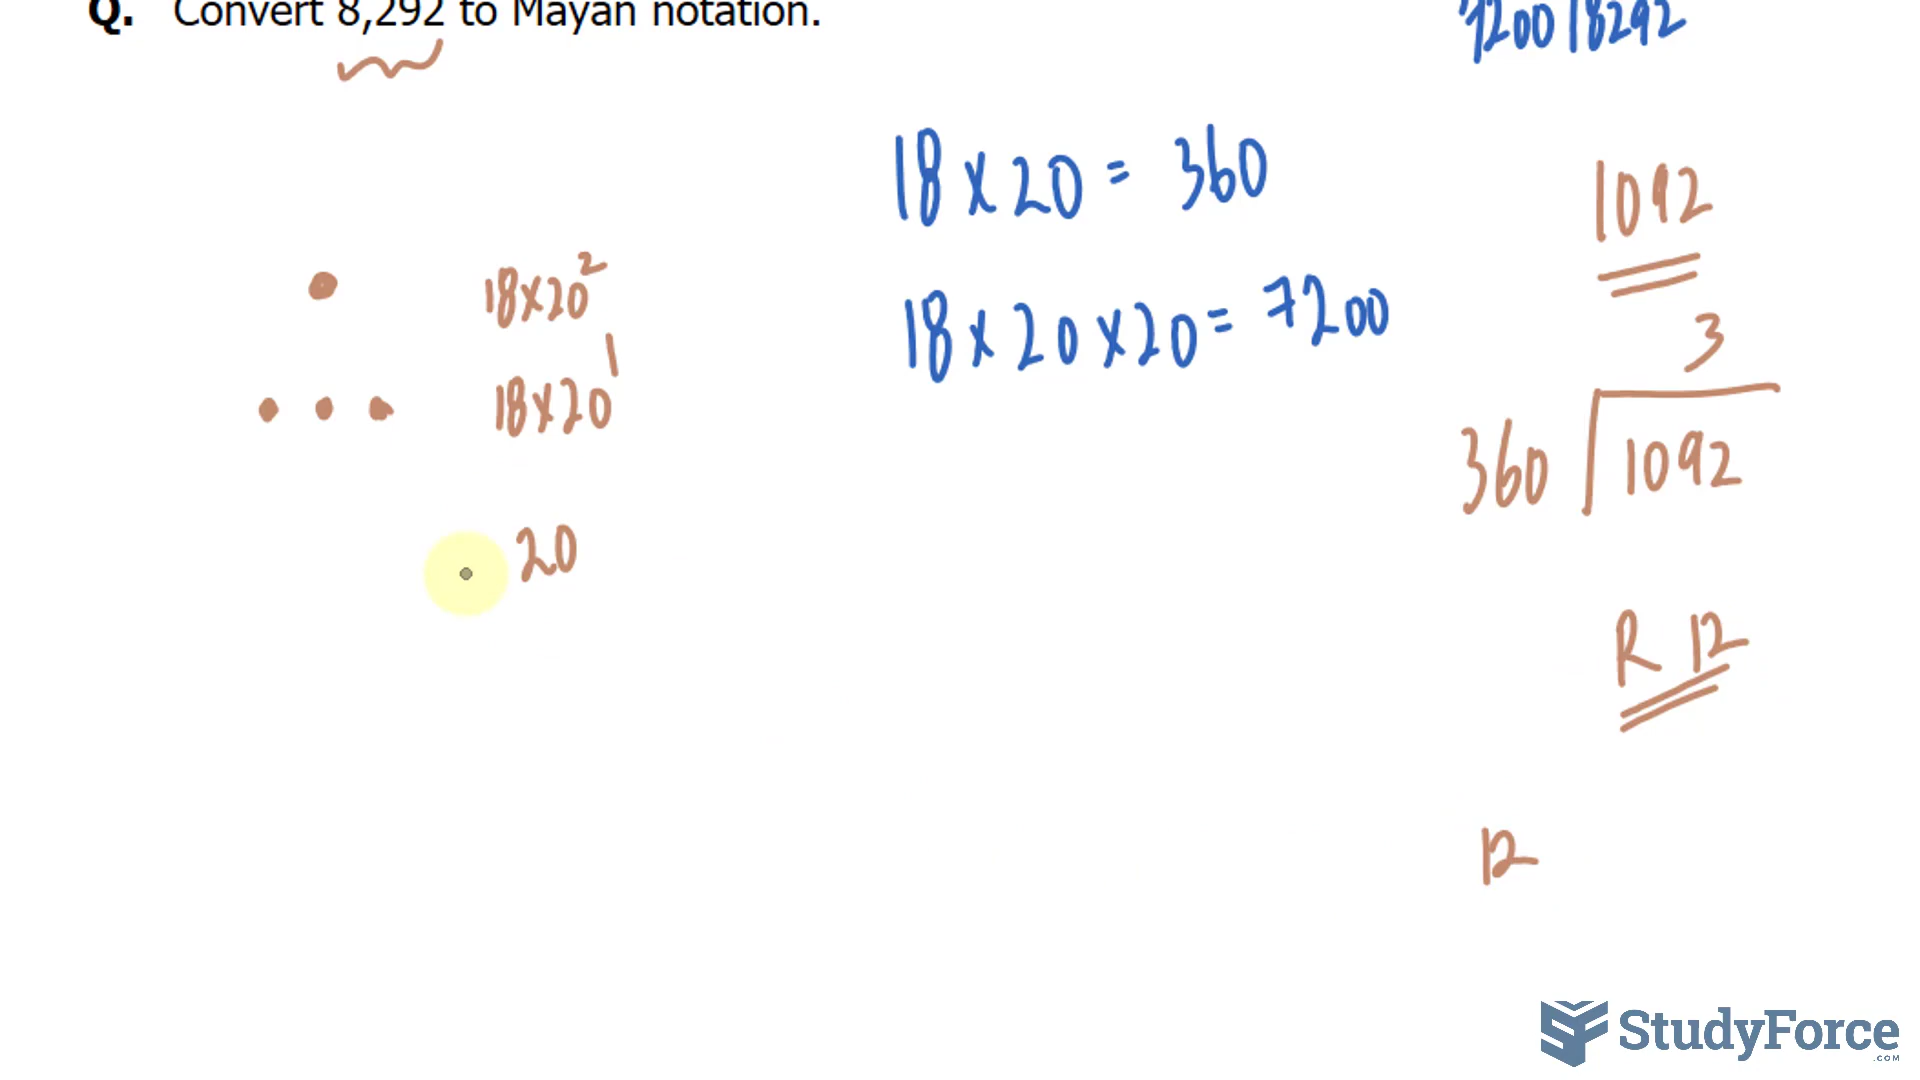 Q. Convert 8,292 to Mayan notation.
7200 8292
18 x 20 = 360
1092
18x20²
18 x 20 x 20 = 7200
3
18x20¹
360 1092
20
R 12
12
StudyForce
.COM